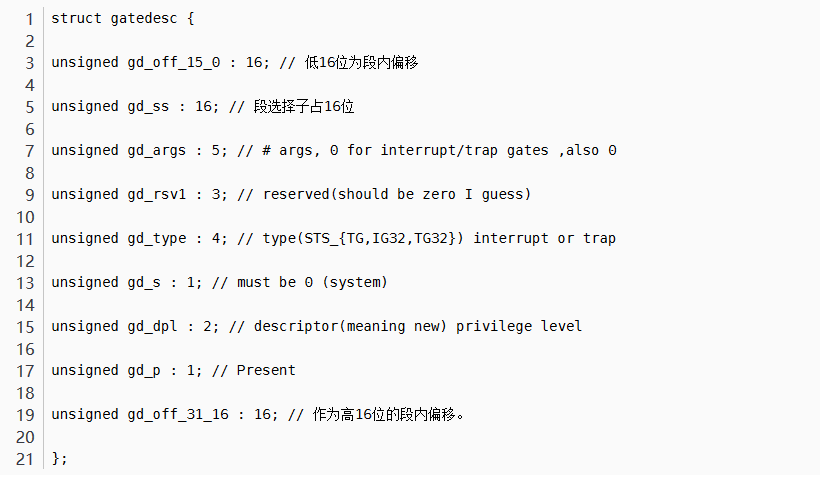 1 struct gatedesc {
2
3 unsigned gd_off_15_0 : 16; // 低16位为段内偏移
4
5 unsigned gd_ss : 16; // 段选择子占16位
6
7 unsigned gd_args : 5; // # args, 0 for interrupt/trap gates ,also 0
8
9 unsigned gd_rsv1 : 3; // reserved(should be zero I guess)
10
11 unsigned gd_type : 4; // type(STS_{TG,IG32,TG32}) interrupt or trap
12
13 unsigned gd_s : 1; // must be 0 (system)
14
15 unsigned gd_dpl : 2; // descriptor(meaning new) privilege level
16
17 unsigned gd_p : 1; // Present
18
19 unsigned gd_off_31_16 : 16; // 作为高16位的段内偏移。
20
21 };